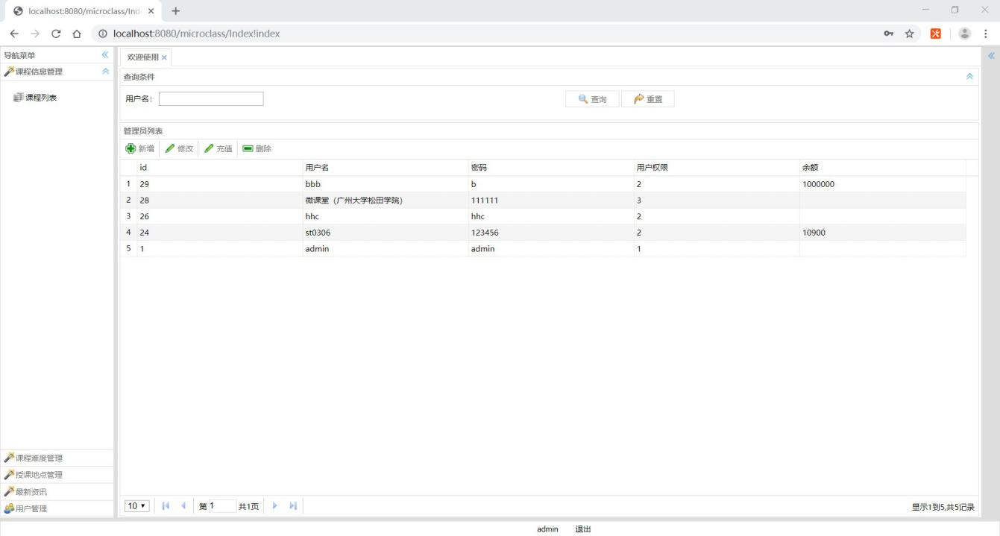 localhost:8080/microclass/Ind
localhost:8080/microclass/Index!index
导航菜单
课程信息管理
课程列表
课程难度管理
授课地点管理
最新资讯
用户管理
欢迎使用
查询条件
用户名：
查询
重置
管理员列表
新增 修改 充值 删除
id 用户名 密码 用户权限 余额
1 29 bbb b 2 1000000
2 28 微课堂（广州大学松田学院） 111111 3
3 26 hhc hhc 2
4 24 st0306 123456 2 10900
5 1 admin admin 1
10 第 1 共1页 显示1到5,共5记录
admin 退出